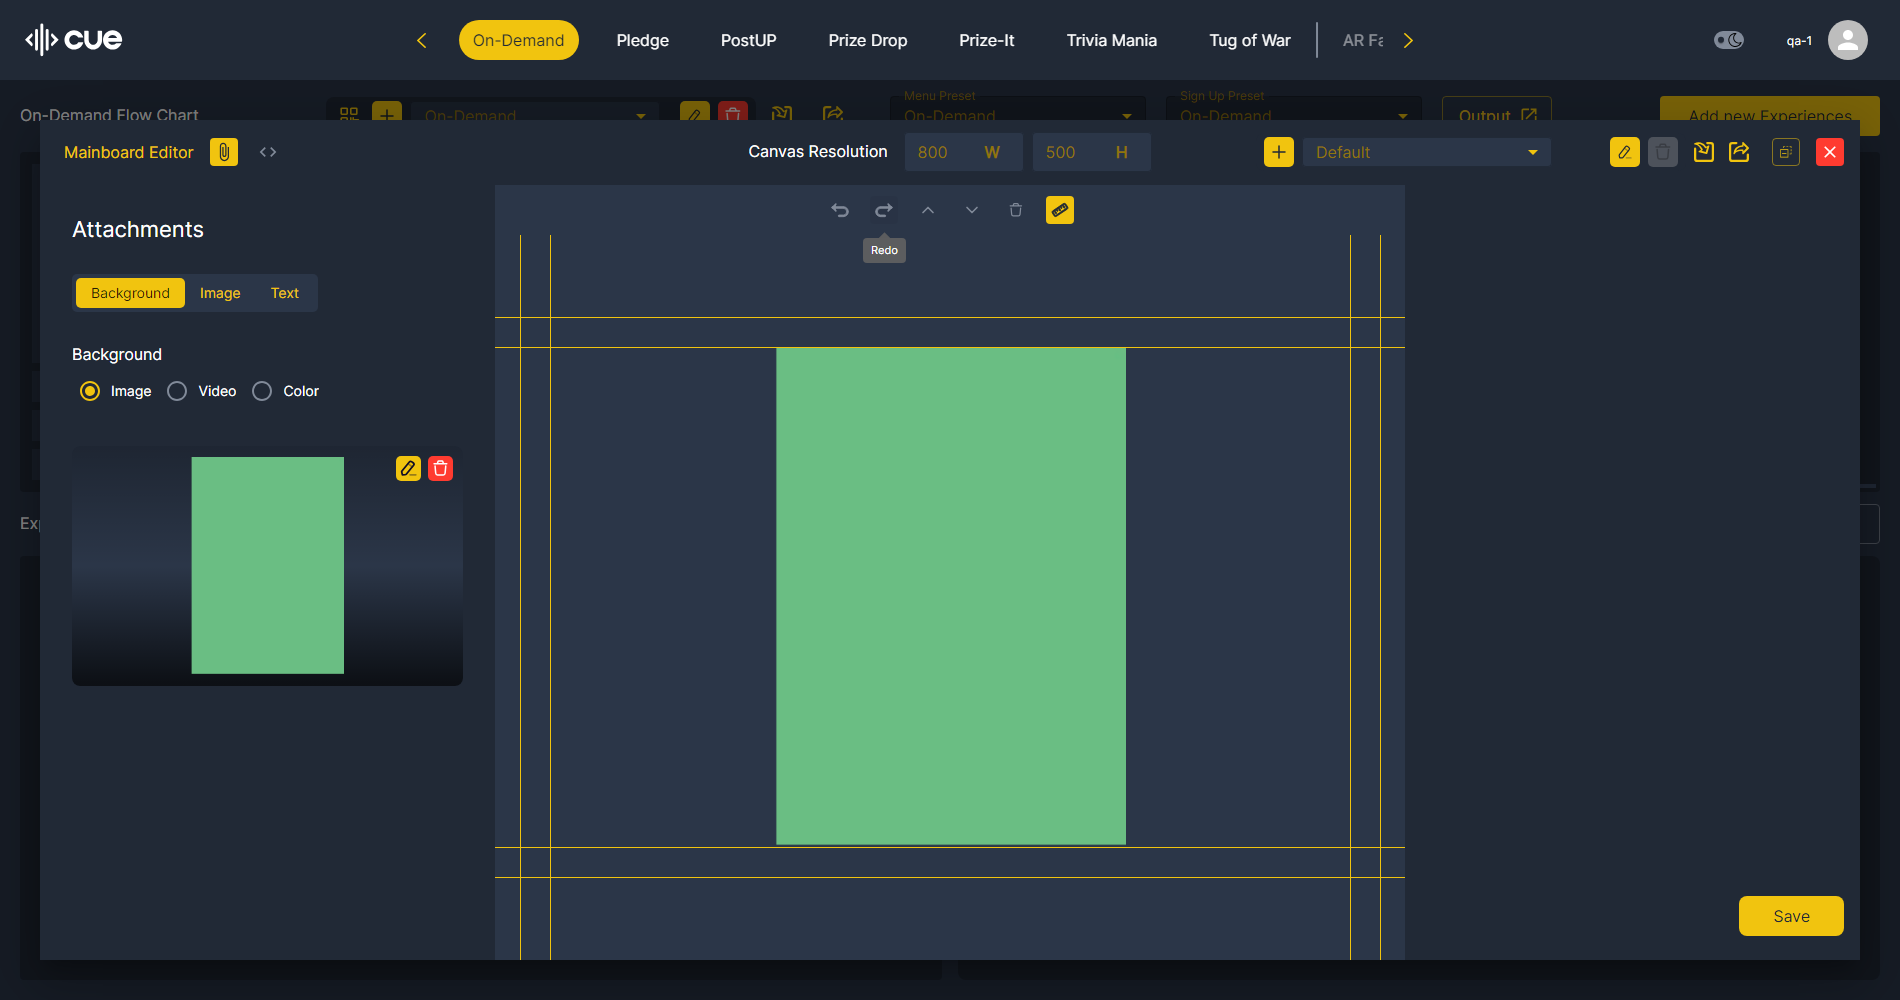 cue
On-Demand
Pledge
PostUP
Prize Drop
Prize-It
Trivia Mania
Tug of War
AR Fa
qa-1
On-Demand Flow Chart
On-Demand
Menu Preset
On-Demand
Sign Up Preset
On-Demand
Output
Add new Experiences
Mainboard Editor
Canvas Resolution
800 W
500 H
Default
Attachments
Redo
Background
Image
Text
Background
Image
Video
Color
Exp
Save